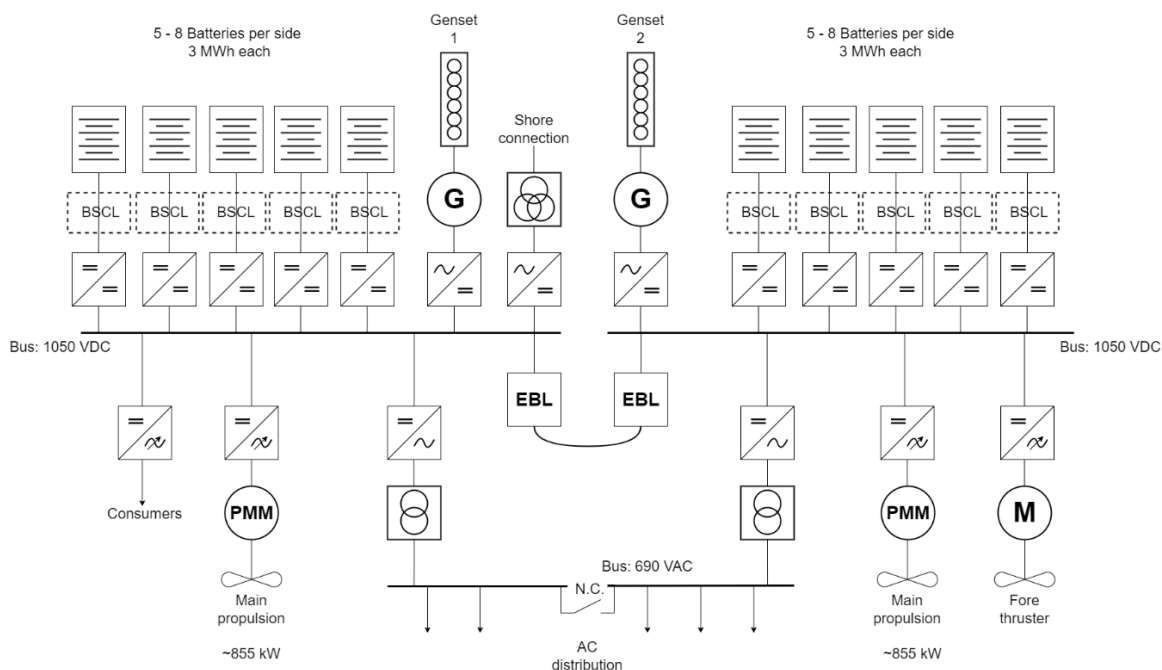 5 - 8 Batteries per side
3 MWh each
Genset
1
Genset
2
5 - 8 Batteries per side
3 MWh each
Shore
connection
G
G
BSCL
BSCL
BSCL
BSCL
BSCL
BSCL
BSCL
BSCL
BSCL
BSCL
Bus: 1050 VDC
Bus: 1050 VDC
EBL
EBL
Consumers
PMM
PMM
M
Bus: 690 VAC
N.C.
Main
propulsion
~855 kW
AC
distribution
Main
propulsion
~855 kW
Fore
thruster